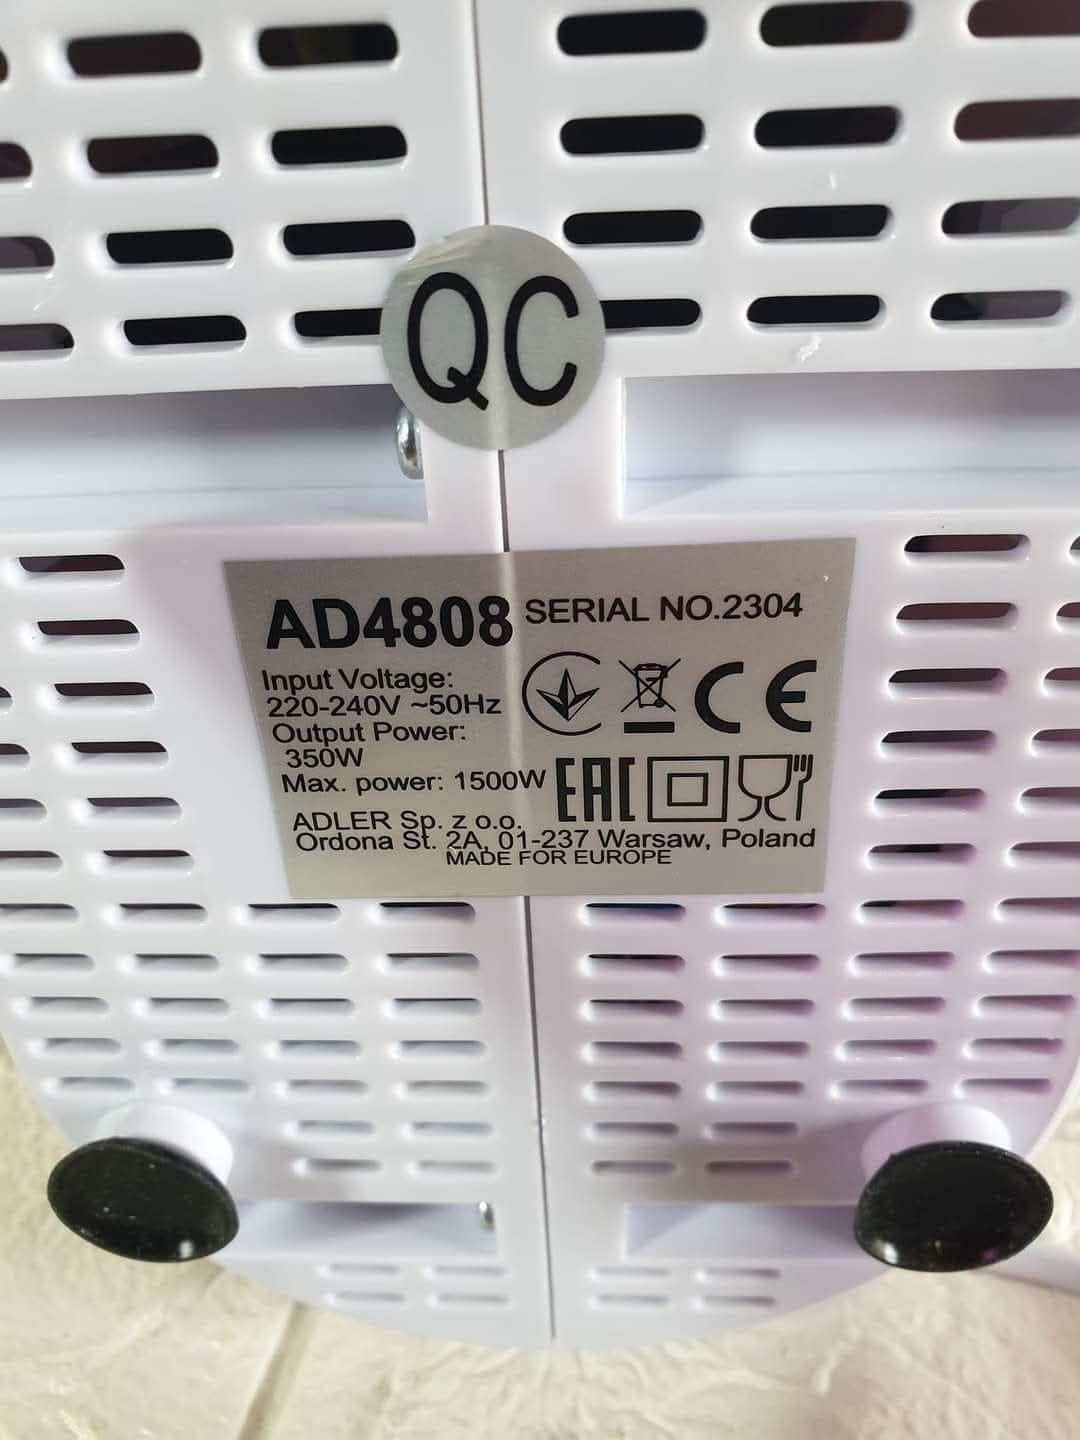 QC
AD4808 SERIAL NO.2304
Input Voltage:
220-240V ~50Hz
Output Power:
350W
Max. power: 1500W
CE
EAC
ADLER Sp. z o.o.
Ordona St. 2A, 01-237 Warsaw, Poland
MADE FOR EUROPE